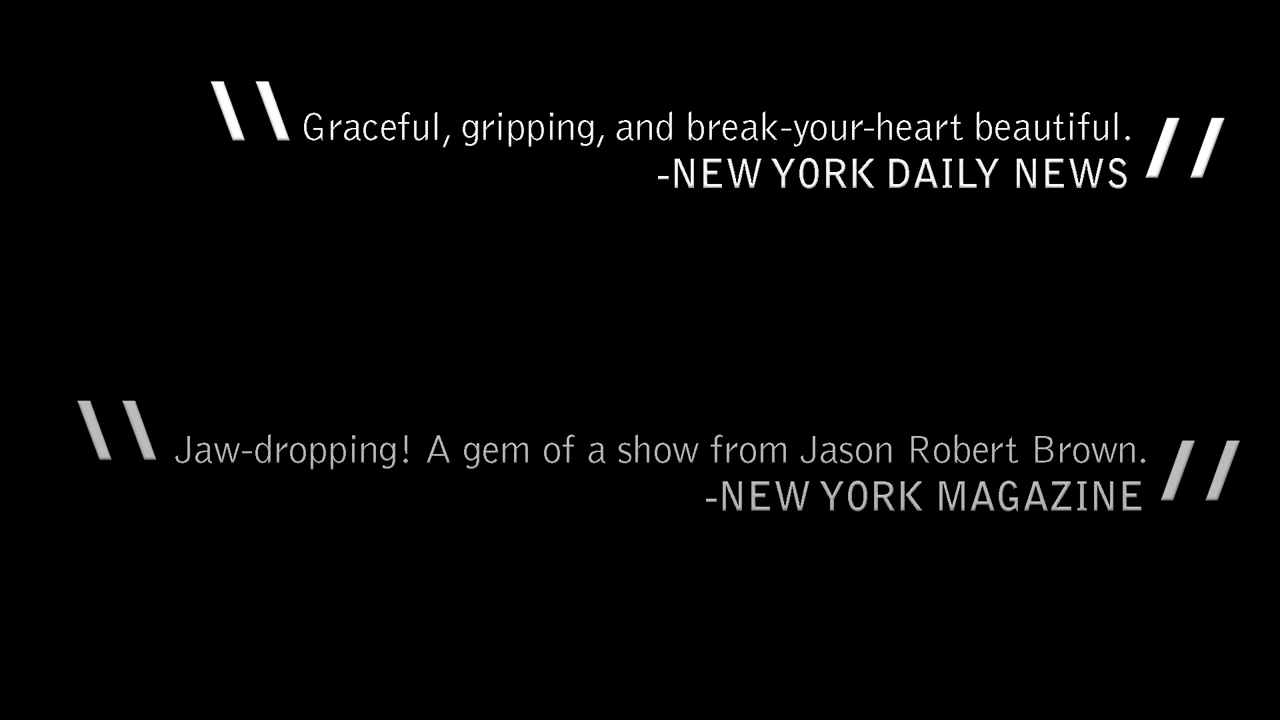 "Graceful, gripping, and break-your-heart beautiful."
-NEW YORK DAILY NEWS
"Jaw-dropping! A gem of a show from Jason Robert Brown."
-NEW YORK MAGAZINE